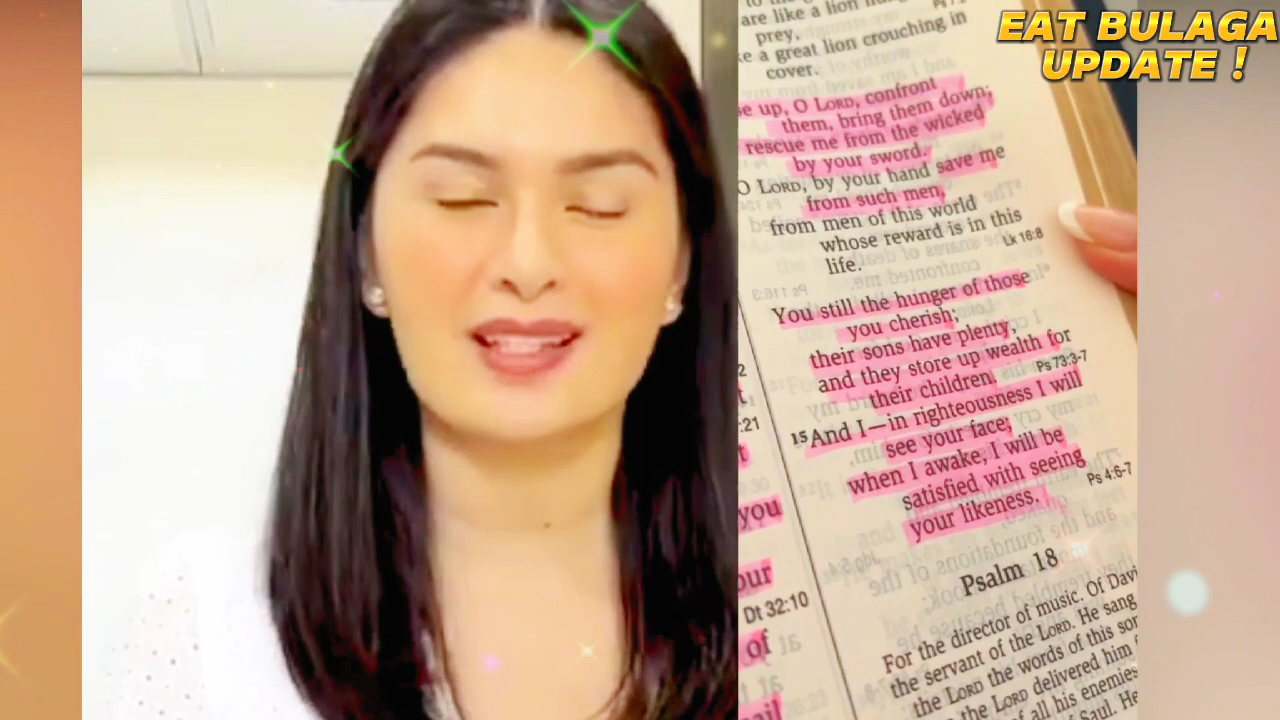 EAT BULAGA
UPDATE !
are like a lion
prey.
a great lion crouching in
cover.
up, O LORD, confront
them, bring them down;
rescue me from the wicked
by your sword.
O LORD, by your hand save me
from such men,
from men of this world
whose reward is in this
life.
Lk 16:8
You still the hunger of those
you cherish;
their sons have plenty,
and they store up wealth for
their children.
Ps 73:3-7
15 And I—in righteousness I will
see your face;
when I awake, I will be
satisfied with seeing
your likeness.
Ps 4:6-7
Psalm 18
For the director of music. Of
the servant of the LORD. He sang
the LORD the words of this
the LORD delivered him
of all his enemies
Saul. He
:21
you
Dt 32:10
of